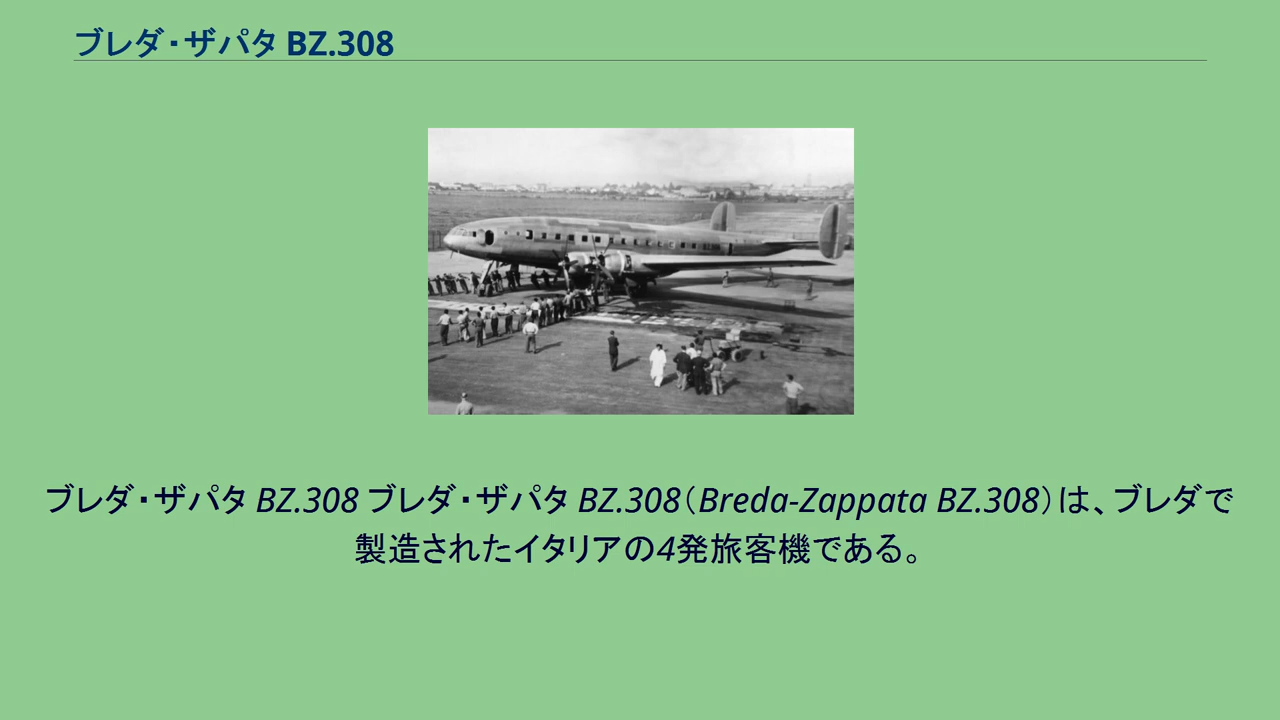 ブレダ・ザパタ BZ.308
ブレダ・ザパタ BZ.308 ブレダ・ザパタ BZ.308（Breda-Zappata BZ.308）は、ブレダで
製造されたイタリアの4発旅客機である。